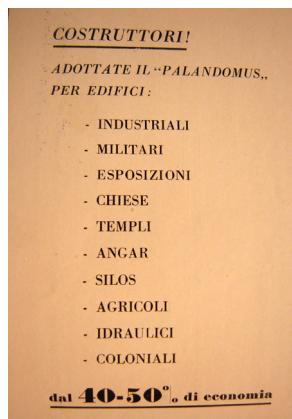 COSTRUTTORI!
ADOTTATE IL “PALANDOMUS„
PER EDIFICI:
- INDUSTRIALI
- MILITARI
- ESPOSIZIONI
- CHIESE
- TEMPLI
- ANGAR
- SILOS
- AGRICOLI
- IDRAULICI
- COLONIALI
dal 40-50% di economia